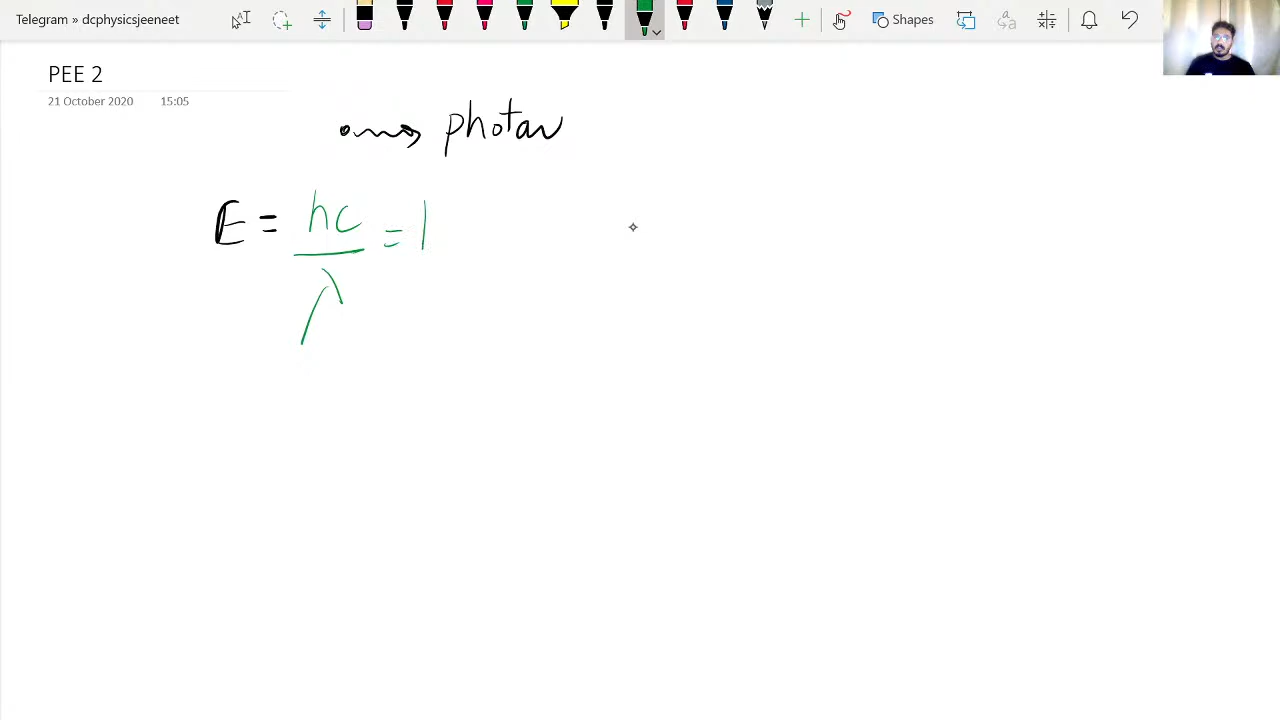 Telegram » dcphysicsjeeneet
Shapes
PEE 2
21 October 2020 15:05
photon
E = hc/λ = 1